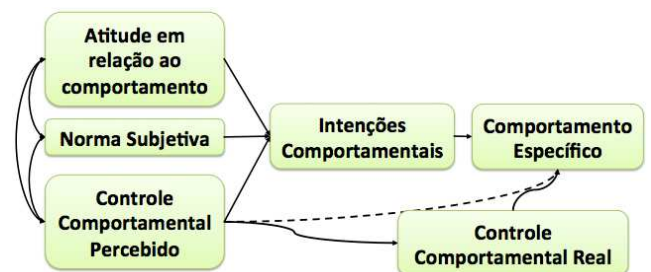 Atitude em
relação ao
comportamento
Norma Subjetiva
Controle
Comportamental
Percebido
Intenções
Comportamentais
Comportamento
Específico
Controle
Comportamental Real